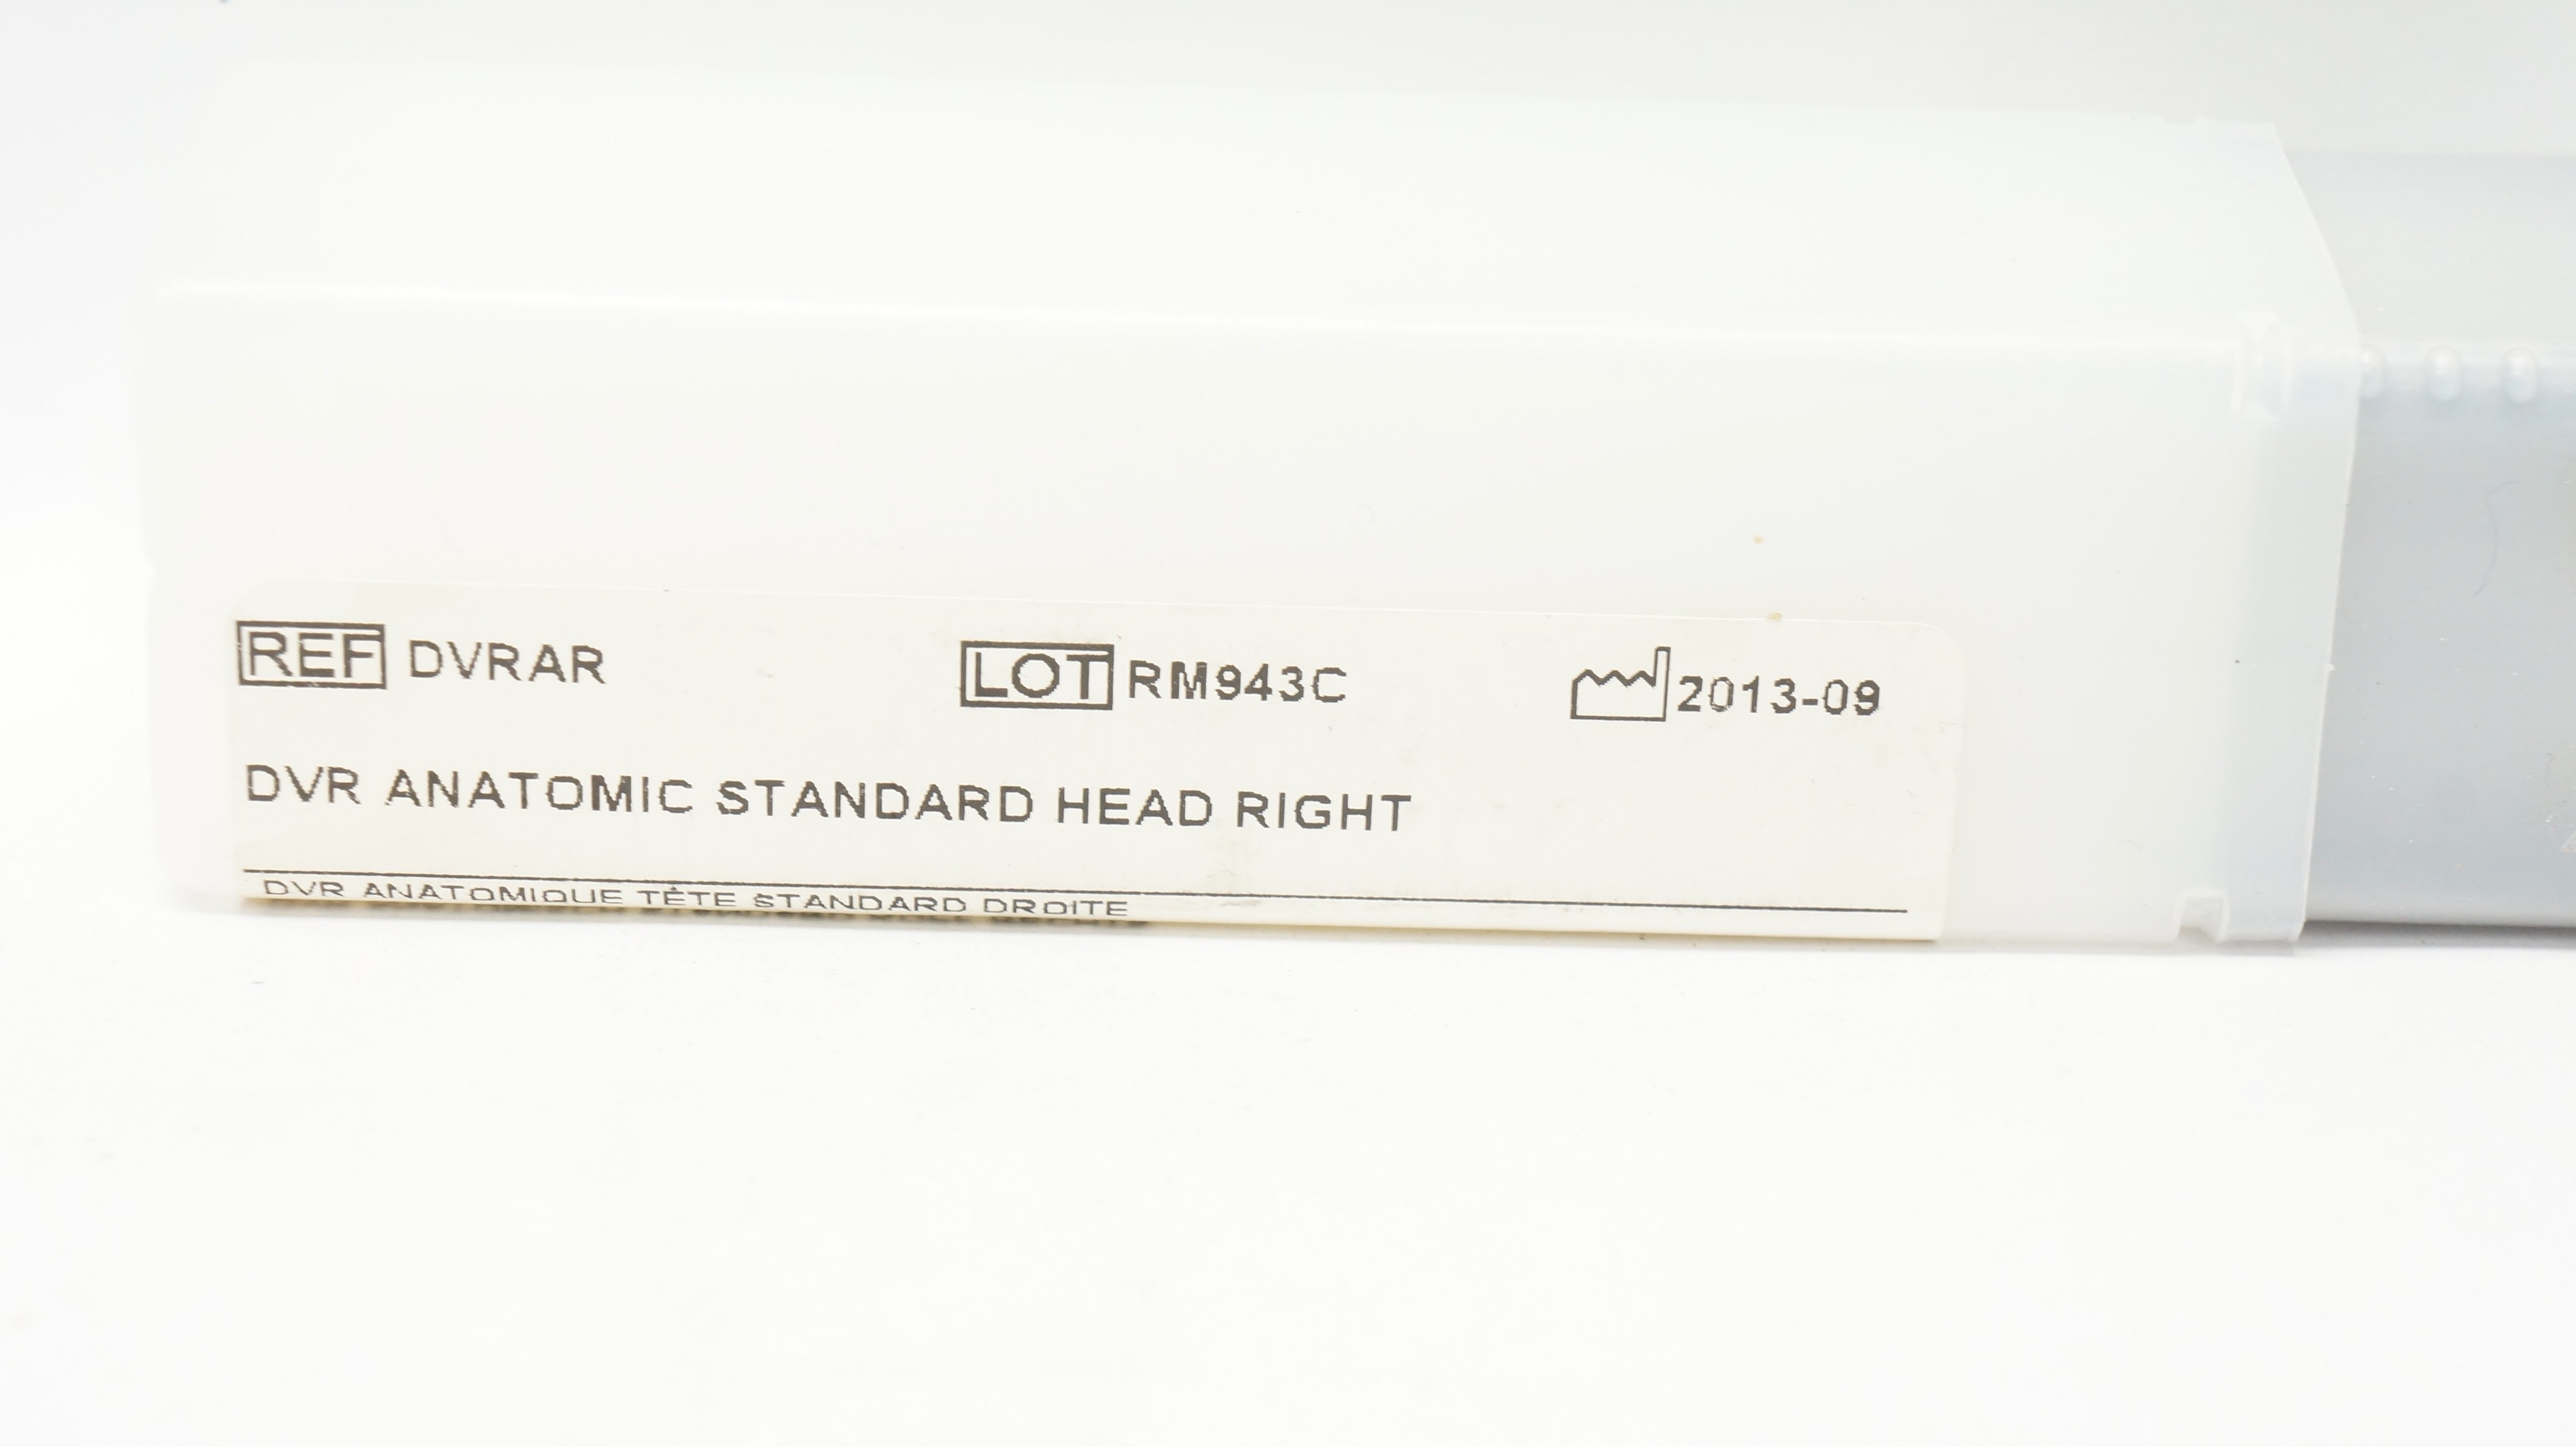 REF DVRAR LOT RM943C 2013-09
DVR ANATOMIC STANDARD HEAD RIGHT
DVR ANATOMIQUE TÊTE STANDARD DROITE